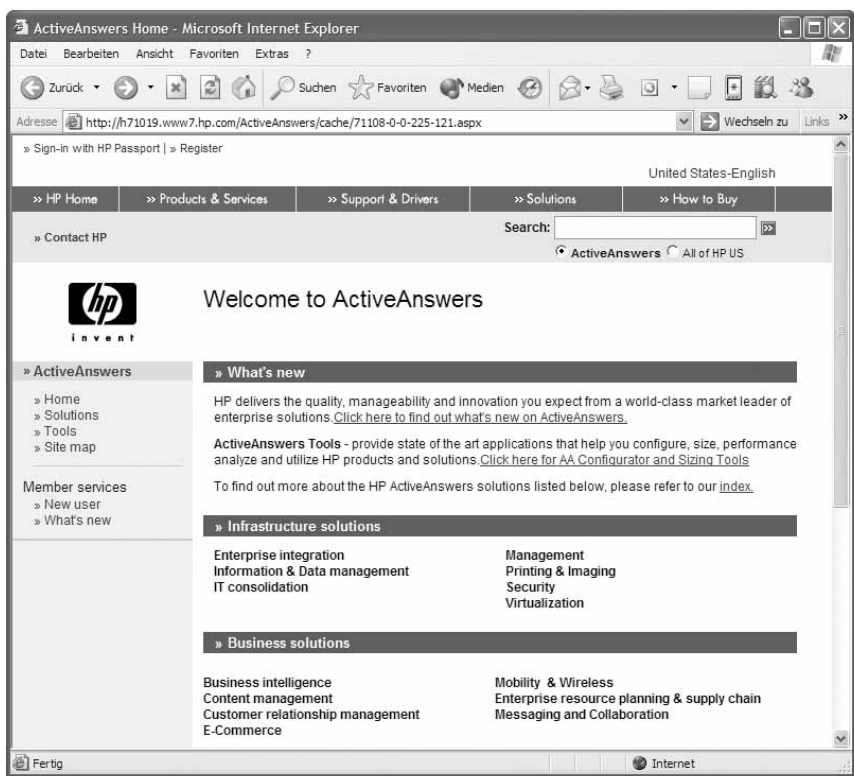 ActiveAnswers Home - Microsoft Internet Explorer
Datei Bearbeiten Ansicht Favoriten Extras ?
Zurück Suchen Favoriten Medien
Adresse http://h71019.www7.hp.com/ActiveAnswers/cache/71108-0-0-225-121.aspx Wechseln zu Links »
» Sign-in with HP Passport | » Register
United States-English
» HP Home » Products & Services » Support & Drivers » Solutions » How to Buy
Search: »
» Contact HP
ActiveAnswers All of HP US
hp
invent
Welcome to ActiveAnswers
» ActiveAnswers
» Home
» Solutions
» Tools
» Site map
Member services
» New user
» What's new
» What's new
HP delivers the quality, manageability and innovation you expect from a world-class market leader of
enterprise solutions.Click here to find out what's new on ActiveAnswers.
ActiveAnswers Tools - provide state of the art applications that help you configure, size, performance
analyze and utilize HP products and solutions.Click here for AA Configurator and Sizing Tools
To find out more about the HP ActiveAnswers solutions listed below, please refer to our index.
» Infrastructure solutions
Enterprise integration
Information & Data management
IT consolidation
Management
Printing & Imaging
Security
Virtualization
» Business solutions
Business intelligence
Content management
Customer relationship management
E-Commerce
Mobility & Wireless
Enterprise resource planning & supply chain
Messaging and Collaboration
Fertig Internet